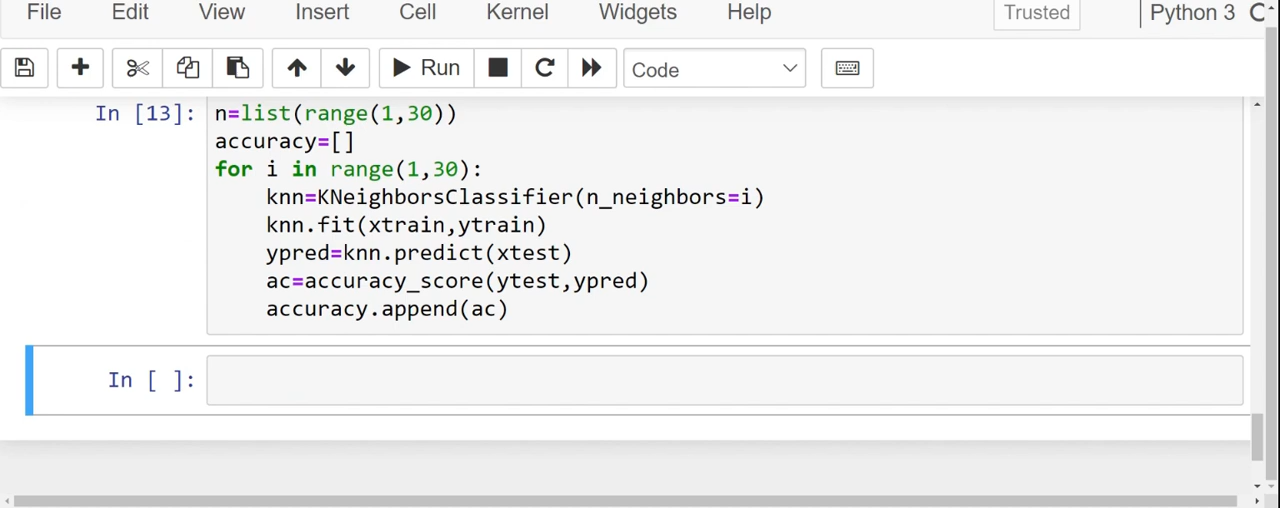 File Edit View Insert Cell Kernel Widgets Help Trusted Python 3
Run Code
In [13]: n=list(range(1,30))
accuracy=[]
for i in range(1,30):
    knn=KNeighborsClassifier(n_neighbors=i)
    knn.fit(xtrain,ytrain)
    ypred=knn.predict(xtest)
    ac=accuracy_score(ytest,ypred)
    accuracy.append(ac)
In [ ]: